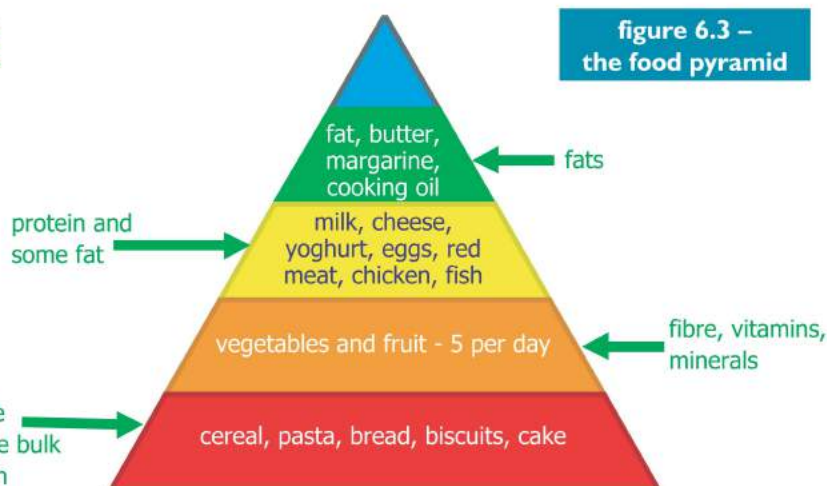 figure 6.3 –
the food pyramid
fat, butter,
margarine,
cooking oil
fats
protein and
some fat
milk, cheese,
yoghurt, eggs, red
meat, chicken, fish
vegetables and fruit - 5 per day
fibre, vitamins,
minerals
cereal, pasta, bread, biscuits, cake
bulk